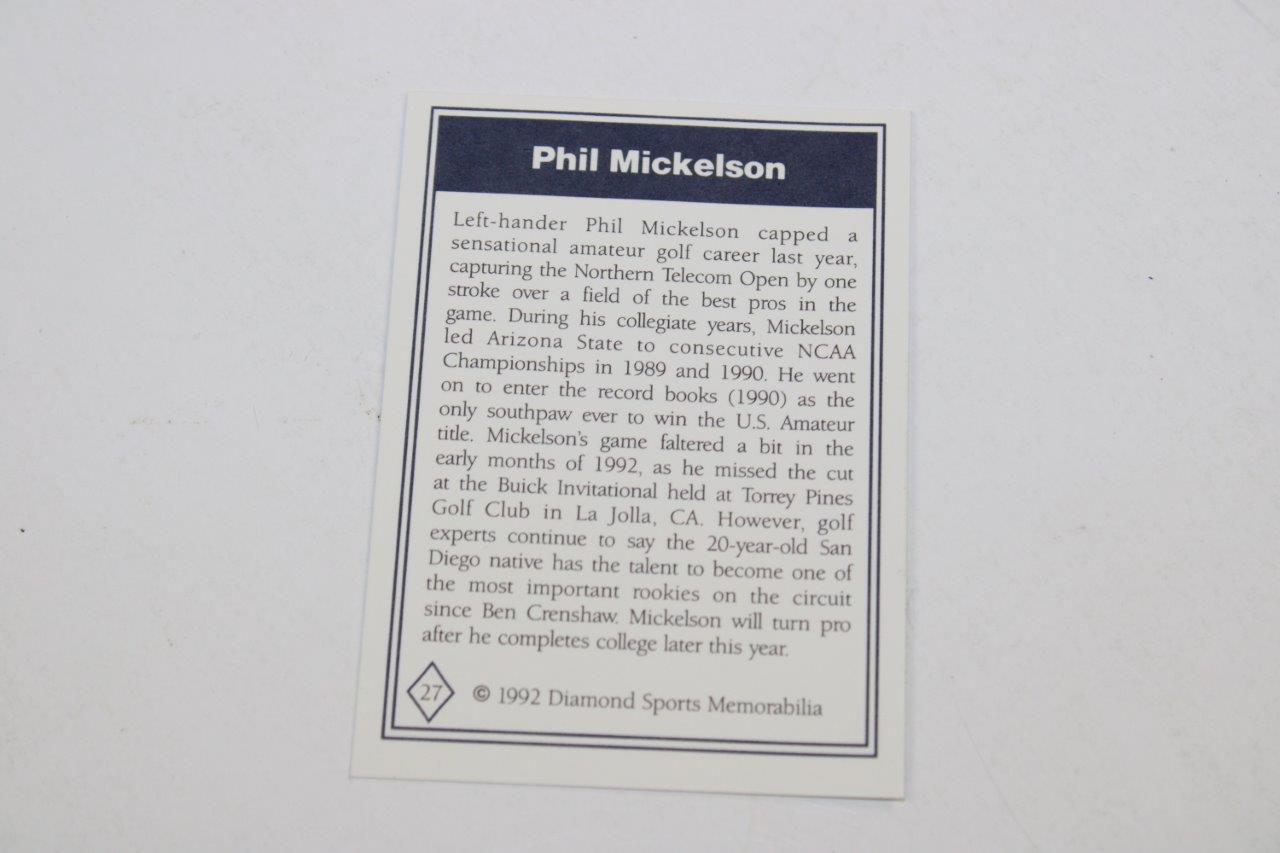 Phil Mickelson
Left-hander Phil Mickelson capped a
sensational amateur golf career last year,
capturing the Northern Telecom Open by one
stroke over a field of the best pros in the
game. During his collegiate years, Mickelson
led Arizona State to consecutive NCAA
Championships in 1989 and 1990. He went
on to enter the record books (1990) as the
only southpaw ever to win the U.S. Amateur
title. Mickelson's game faltered a bit in the
early months of 1992, as he missed the cut
at the Buick Invitational held at Torrey Pines
Golf Club in La Jolla, CA. However, golf
experts continue to say the 20-year-old San
Diego native has the talent to become one of
the most important rookies on the circuit
since Ben Crenshaw. Mickelson will turn pro
after he completes college later this year.
27 © 1992 Diamond Sports Memorabilia